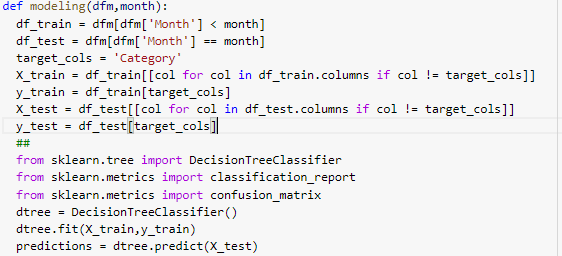 def modeling(dfm,month):
  df_train = dfm[dfm['Month'] < month]
  df_test = dfm[dfm['Month'] == month]
  target_cols = 'Category'
  X_train = df_train[[col for col in df_train.columns if col != target_cols]]
  y_train = df_train[target_cols]
  X_test = df_test[[col for col in df_test.columns if col != target_cols]]
  y_test = df_test[target_cols]
  ##
  from sklearn.tree import DecisionTreeClassifier
  from sklearn.metrics import classification_report
  from sklearn.metrics import confusion_matrix
  dtree = DecisionTreeClassifier()
  dtree.fit(X_train,y_train)
  predictions = dtree.predict(X_test)